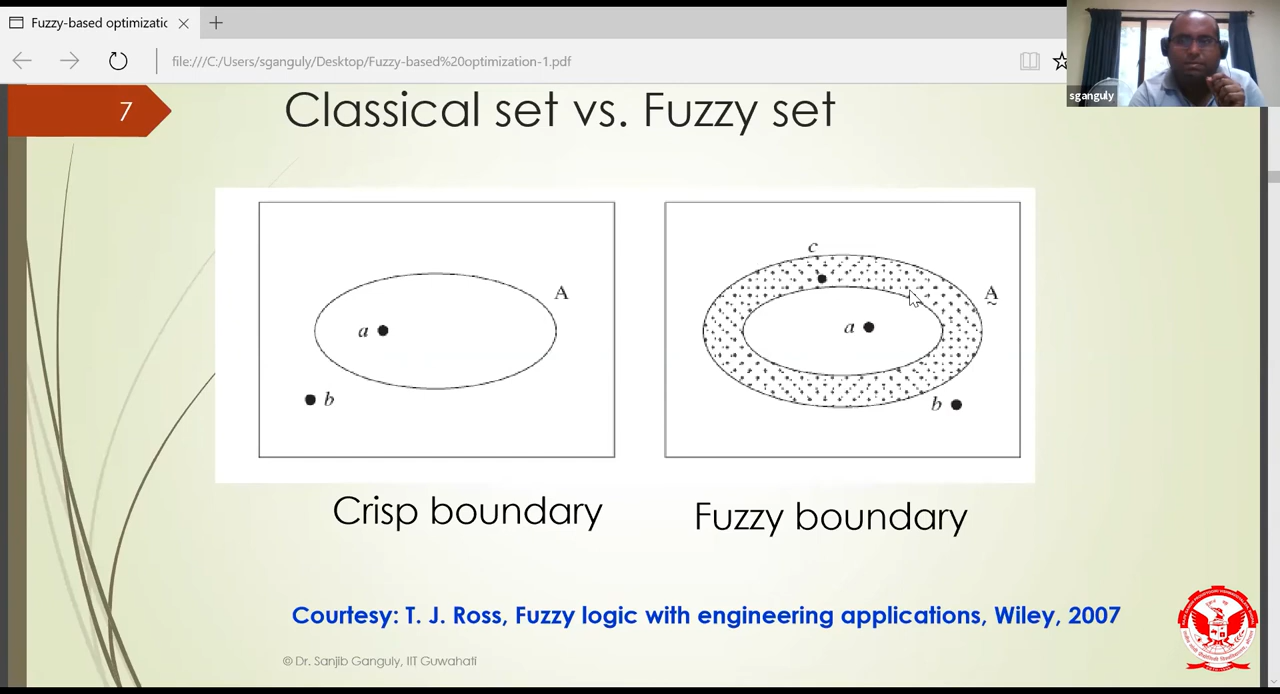 Fuzzy-based optimizatic
file:///C:/Users/sganguly/Desktop/Fuzzy-based%20optimization-1.pdf
sganguly
7
Classical set vs. Fuzzy set
A
a
b
c
A
a
b
Crisp boundary
Fuzzy boundary
Courtesy: T. J. Ross, Fuzzy logic with engineering applications, Wiley, 2007
© Dr. Sanjib Ganguly, IIT Guwahati